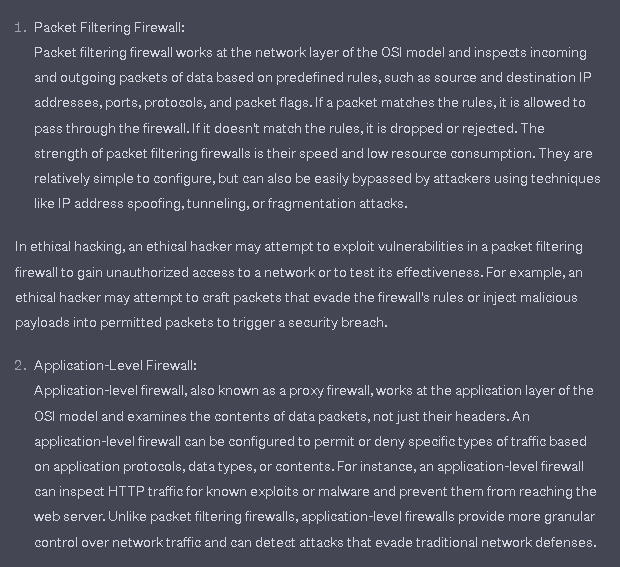 1. Packet Filtering Firewall:
Packet filtering firewall works at the network layer of the OSI model and inspects incoming
and outgoing packets of data based on predefined rules, such as source and destination IP
addresses, ports, protocols, and packet flags. If a packet matches the rules, it is allowed to
pass through the firewall. If it doesn't match the rules, it is dropped or rejected. The
strength of packet filtering firewalls is their speed and low resource consumption. They are
relatively simple to configure, but can also be easily bypassed by attackers using techniques
like IP address spoofing, tunneling, or fragmentation attacks.
In ethical hacking, an ethical hacker may attempt to exploit vulnerabilities in a packet filtering
firewall to gain unauthorized access to a network or to test its effectiveness. For example, an
ethical hacker may attempt to craft packets that evade the firewall's rules or inject malicious
payloads into permitted packets to trigger a security breach.
2. Application-Level Firewall:
Application-level firewall, also known as a proxy firewall, works at the application layer of the
OSI model and examines the contents of data packets, not just their headers. An
application-level firewall can be configured to permit or deny specific types of traffic based
on application protocols, data types, or contents. For instance, an application-level firewall
can inspect HTTP traffic for known exploits or malware and prevent them from reaching the
web server. Unlike packet filtering firewalls, application-level firewalls provide more granular
control over network traffic and can detect attacks that evade traditional network defenses.